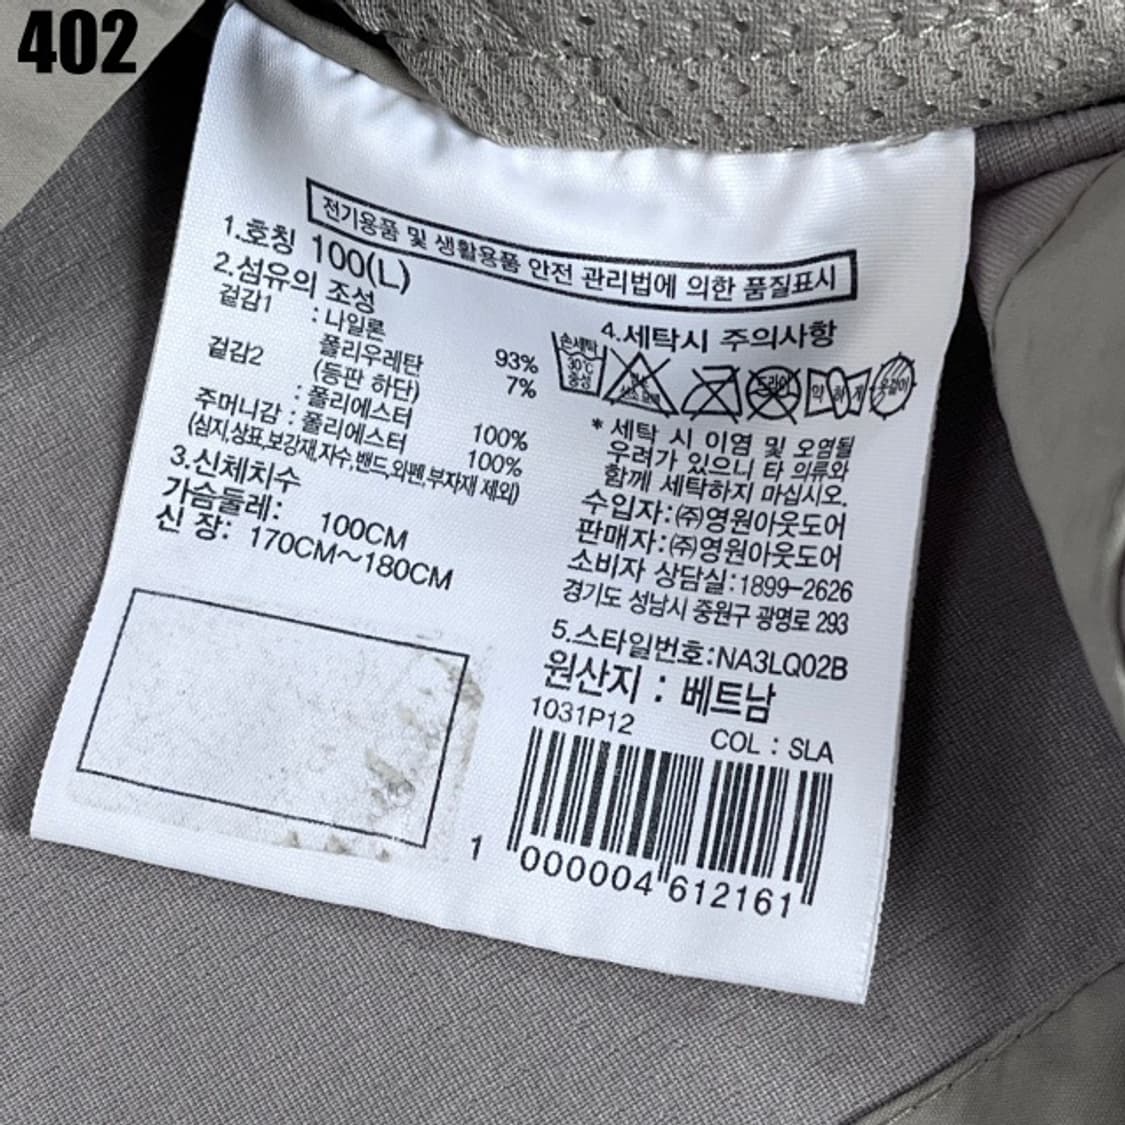 402
전기용품 및 생활용품 안전 관리법에 의한 품질표시
1.호칭 100(L)
2.섬유의 조성
겉감1 : 나일론 93%
폴리우레탄 7%
겉감2 (등판 하단)
: 폴리에스터 100%
주머니감 : 폴리에스터 100%
(심지,상표,보강재,자수,밴드,와펜,부자재 제외)
3.신체치수
가슴둘레: 100CM
신 장: 170CM~180CM
4.세탁시 주의사항
손세탁
30℃
중성
드라이
약하게
옷걸이
* 세탁 시 이염 및 오염될
우려가 있으니 타 의류와
함께 세탁하지 마십시오.
수입자:㈜영원아웃도어
판매자:㈜영원아웃도어
소비자 상담실:1899-2626
경기도 성남시 중원구 광명로 293
5.스타일번호:NA3LQ02B
원산지 : 베트남
1031P12
COL : SLA
1 000004 612161